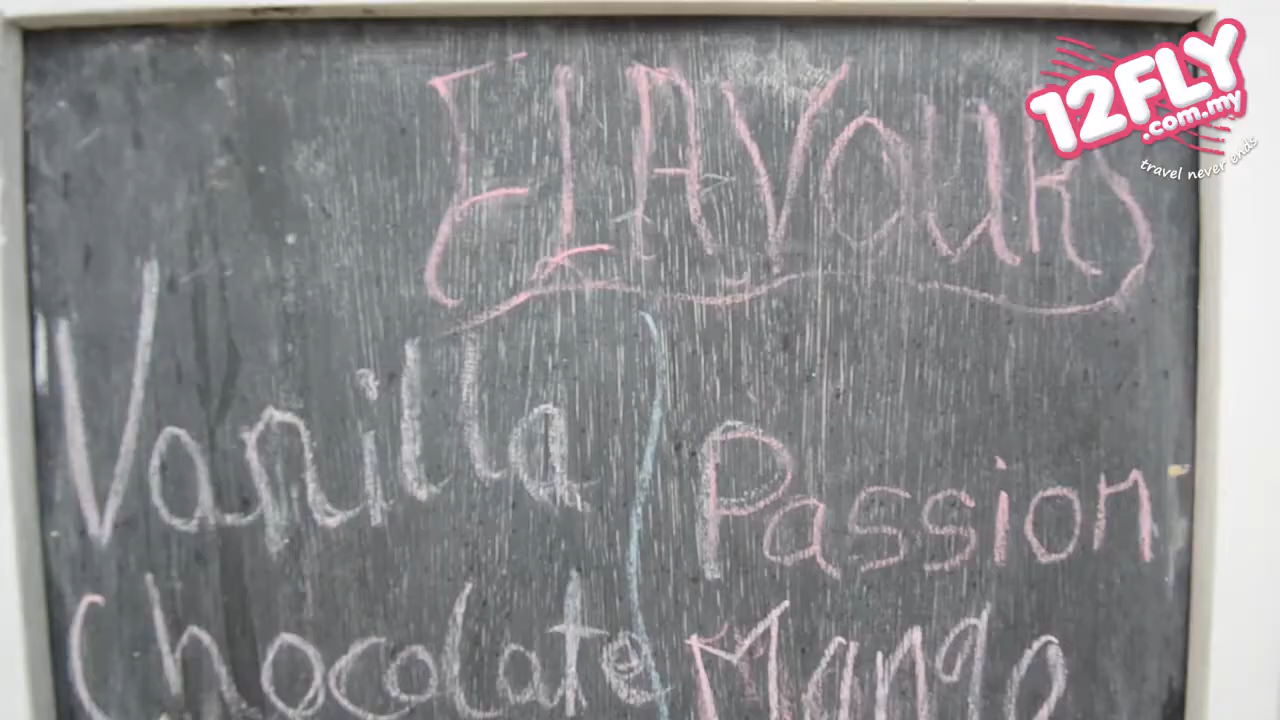 FLAVOURS
Vanilla
Chocolate
Passion
Mango
12FLY
.com.my
travel never ends